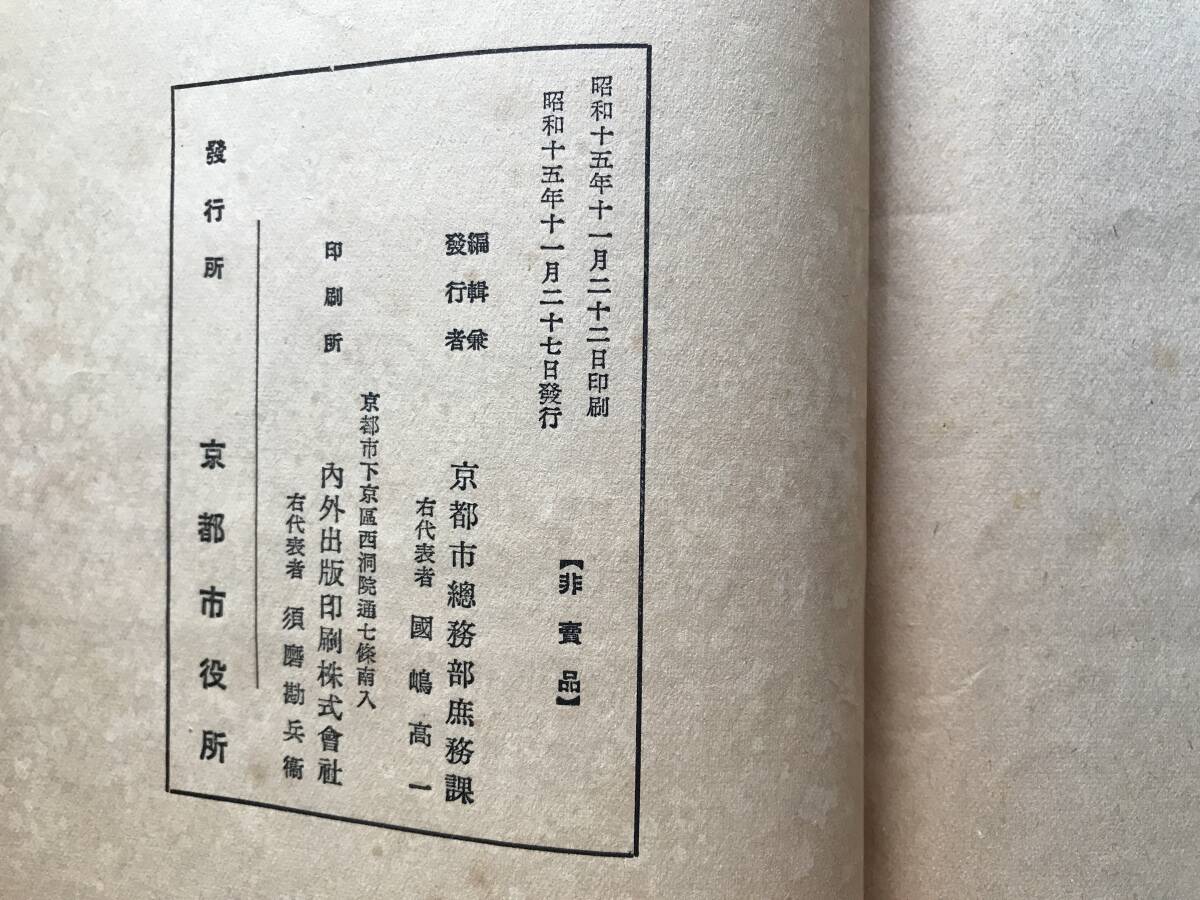 昭和十五年十一月二十二日印刷
昭和十五年十一月二十七日發行
【非賣品】
編輯兼
發行者
京都市總務部庶務課
右代表者 國嶋高一
京都市下京區西洞院通七條南入
印刷所 內外出版印刷株式會社
右代表者 須磨勘兵衞
發行所 京都市役所